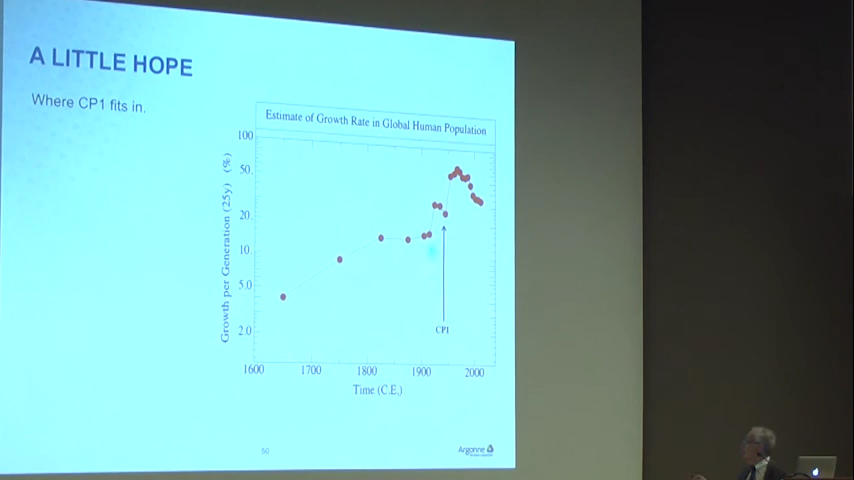 A LITTLE HOPE
Where CP1 fits in.
Estimate of Growth Rate in Global Human Population
Growth per Generation (25y) (%)
100
50.
20.
10.
5.0
2.0
CP1
1600 1700 1800 1900 2000
Time (C.E.)
50
Argonne